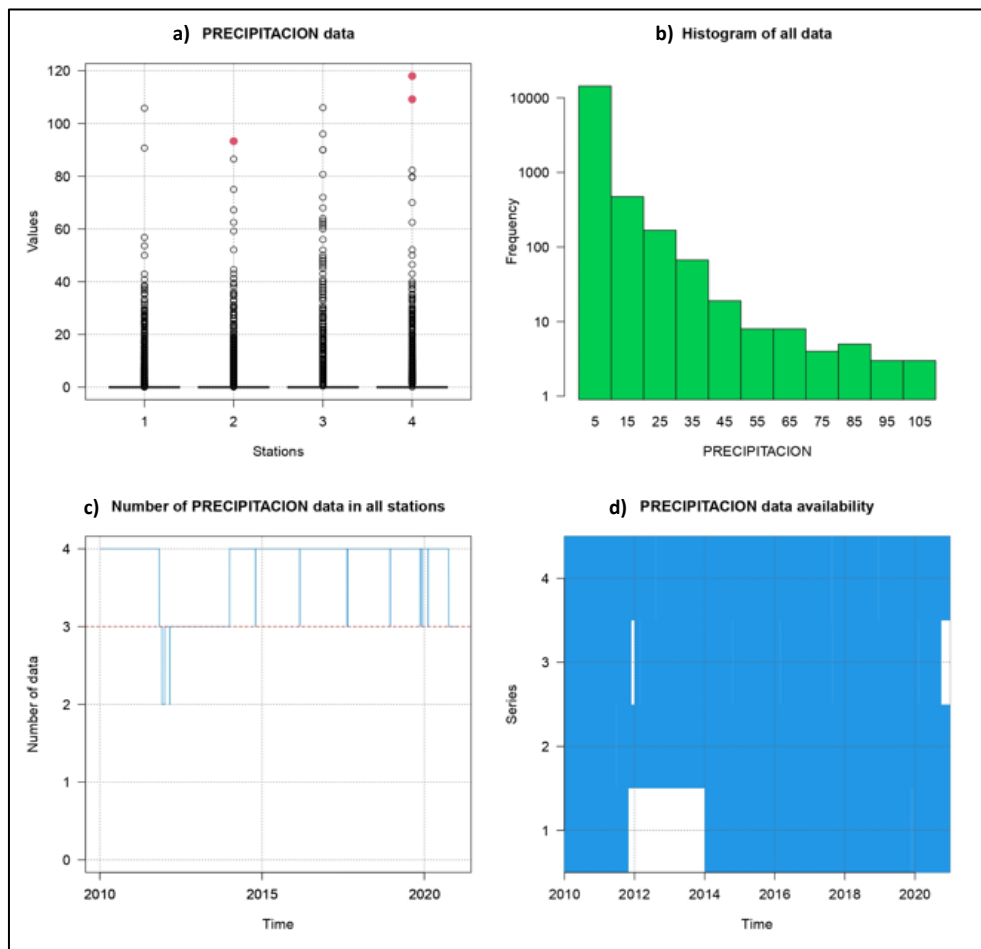 a) PRECIPITACION data
120
100
80
60
40
20
0
Values
1 2 3 4
Stations
b) Histogram of all data
10000
1000
100
10
1
Frequency
5 15 25 35 45 55 65 75 85 95 105
PRECIPITACION
c) Number of PRECIPITACION data in all stations
4
3
2
1
0
Number of data
2010 2015 2020
Time
d) PRECIPITACION data availability
4
3
2
1
Series
2010 2012 2014 2016 2018 2020
Time